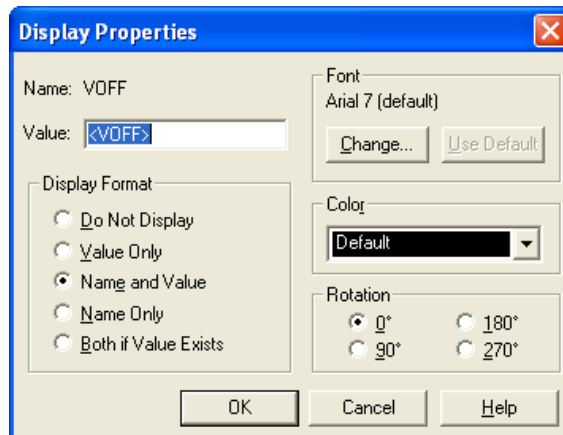 Display Properties
Name: VOFF
Value: <VOFF>
Font
Arial 7 (default)
Change... Use Default
Display Format
Do Not Display
Value Only
Name and Value
Name Only
Both if Value Exists
Color
Default
Rotation
0° 180°
90° 270°
OK Cancel Help